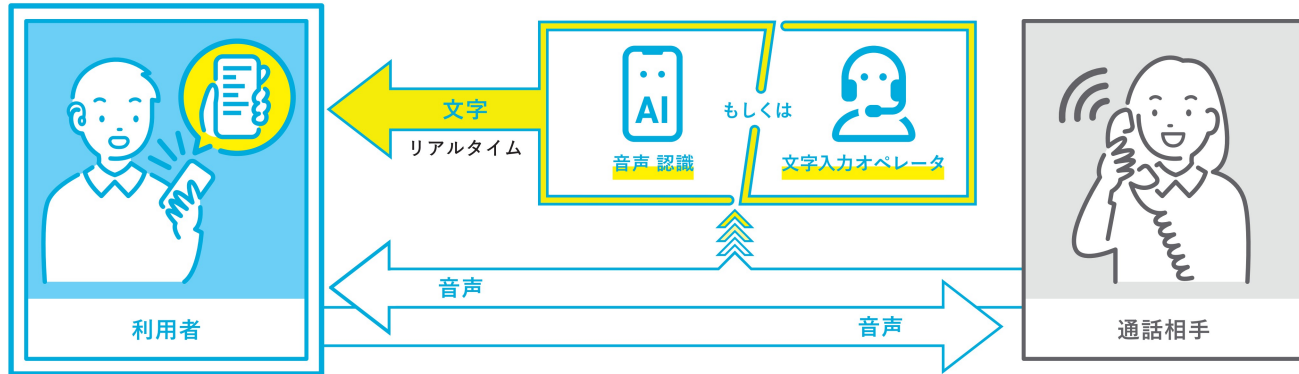 文字
リアルタイム
AI
音声 認識
もしくは
文字入力オペレータ
音声
音声
利用者
通話相手